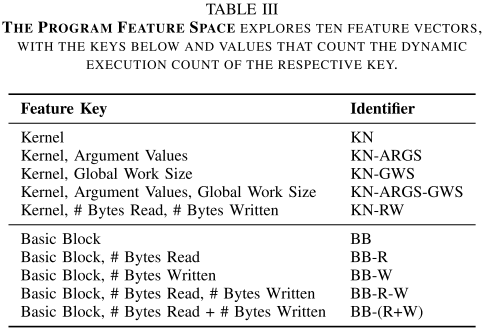 TABLE III
THE PROGRAM FEATURE SPACE EXPLORES TEN FEATURE VECTORS,
WITH THE KEYS BELOW AND VALUES THAT COUNT THE DYNAMIC
EXECUTION COUNT OF THE RESPECTIVE KEY.
Feature Key Identifier
Kernel KN
Kernel, Argument Values KN-ARGS
Kernel, Global Work Size KN-GWS
Kernel, Argument Values, Global Work Size KN-ARGS-GWS
Kernel, # Bytes Read, # Bytes Written KN-RW
Basic Block BB
Basic Block, # Bytes Read BB-R
Basic Block, # Bytes Written BB-W
Basic Block, # Bytes Read, # Bytes Written BB-R-W
Basic Block, # Bytes Read + # Bytes Written BB-(R+W)